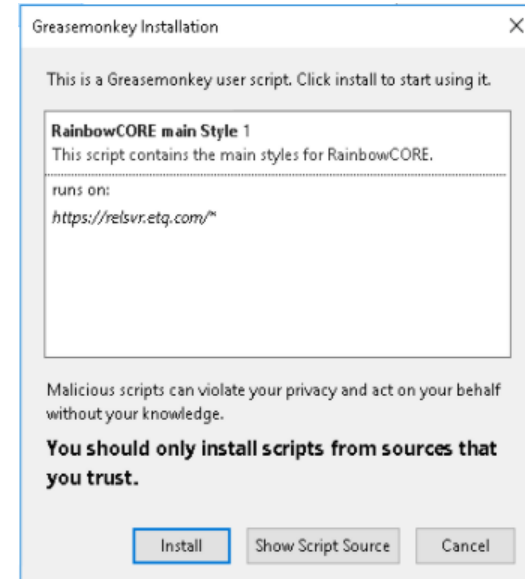 Greasemonkey Installation
This is a Greasemonkey user script. Click install to start using it.
RainbowCORE main Style 1
This script contains the main styles for RainbowCORE.
runs on:
https://relsvr.etq.com/*
Malicious scripts can violate your privacy and act on your behalf
without your knowledge.
You should only install scripts from sources that
you trust.
Install Show Script Source Cancel